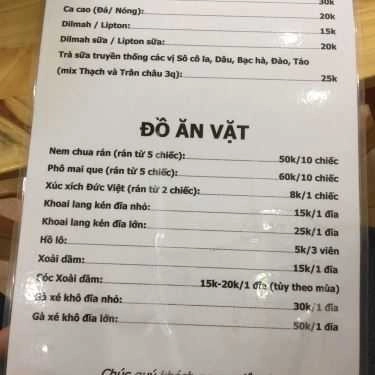 30k
Ca cao (Đá/ Nóng): 20k
Dilmah / Lipton: 15k
Dilmah sữa / Lipton sữa: 20k
Trà sữa truyền thống các vị Sô cô la, Dâu, Bạc hà, Đào, Táo
(mix Thạch và Trân châu 3q): 25k
ĐỒ ĂN VẶT
Nem chua rán (rán từ 5 chiếc): 50k/10 chiếc
Phô mai que (rán từ 5 chiếc): 60k/10 chiếc
Xúc xích Đức Việt (rán từ 2 chiếc): 8k/1 chiếc
Khoai lang kén đĩa nhỏ: 15k/1 đĩa
Khoai lang kén đĩa lớn: 25k/1 đĩa
Hồ lô: 5k/3 viên
Xoài dầm: 15k/1 đĩa
Cóc Xoài dầm: 15k-20k/1 đĩa (tùy theo mùa)
Gà xé khô đĩa nhỏ: 30k/1 đĩa
Gà xé khô đĩa lớn: 50k/1 đĩa
Chúc quý khách